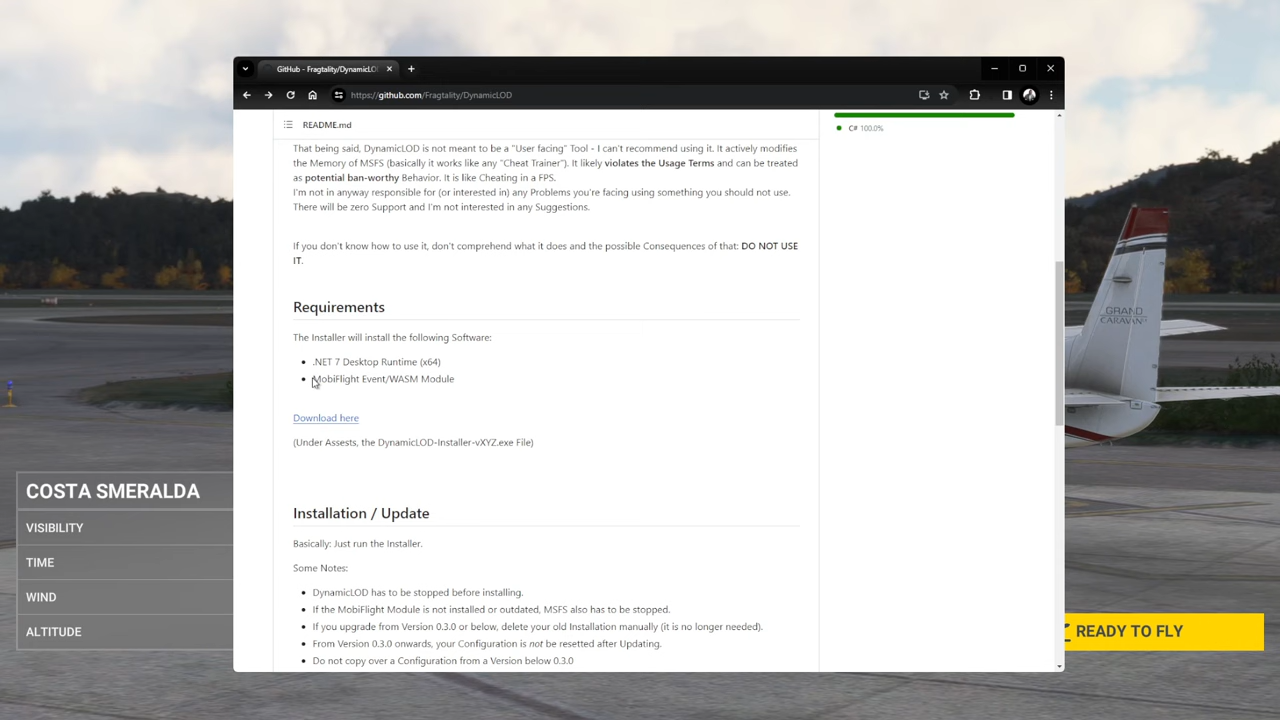 GitHub - Fragtality/DynamicLO
https://github.com/Fragtality/DynamicLOD
README.md
C# 100.0%
That being said, DynamicLOD is not meant to be a "User facing" Tool - I can't recommend using it. It actively modifies
the Memory of MSFS (basically it works like any "Cheat Trainer"). It likely violates the Usage Terms and can be treated
as potential ban-worthy Behavior. It is like Cheating in a FPS.
I'm not in anyway responsible for (or interested in) any Problems you're facing using something you should not use.
There will be zero Support and I'm not interested in any Suggestions.
If you don't know how to use it, don't comprehend what it does and the possible Consequences of that: DO NOT USE
IT.
Requirements
The Installer will install the following Software:
.NET 7 Desktop Runtime (x64)
MobiFlight Event/WASM Module
Download here
(Under Assests, the DynamicLOD-Installer-vXYZ.exe File)
Installation / Update
Basically: Just run the Installer.
Some Notes:
DynamicLOD has to be stopped before installing.
If the MobiFlight Module is not installed or outdated, MSFS also has to be stopped.
If you upgrade from Version 0.3.0 or below, delete your old Installation manually (it is no longer needed).
From Version 0.3.0 onwards, your Configuration is not be resetted after Updating.
Do not copy over a Configuration from a Version below 0.3.0
COSTA SMERALDA
VISIBILITY
TIME
WIND
ALTITUDE
GRAND
CARAVAN
READY TO FLY